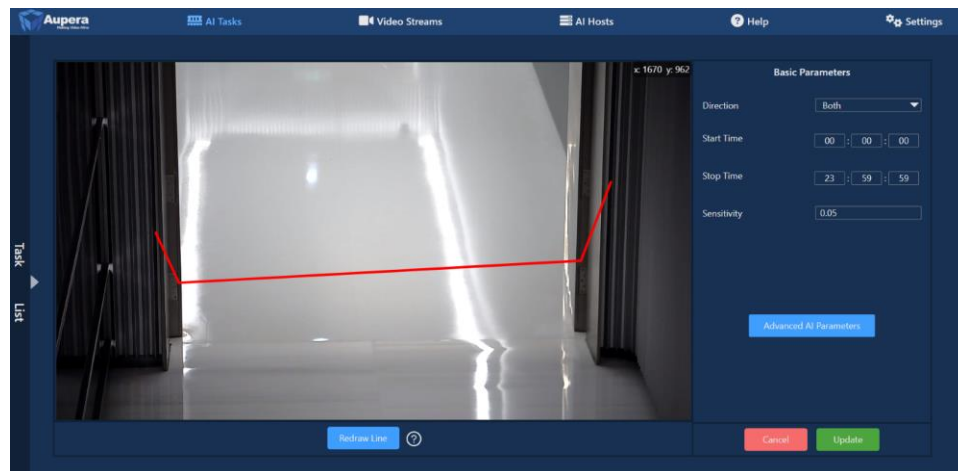 Aupera
AI Tasks
Video Streams
AI Hosts
Help
Settings
x: 1670 y: 962
Basic Parameters
Direction Both
Start Time 00 : 00 : 00
Stop Time 23 : 59 : 59
Sensitivity 0.05
Task List
Advanced AI Parameters
Redraw Line ?
Cancel Update